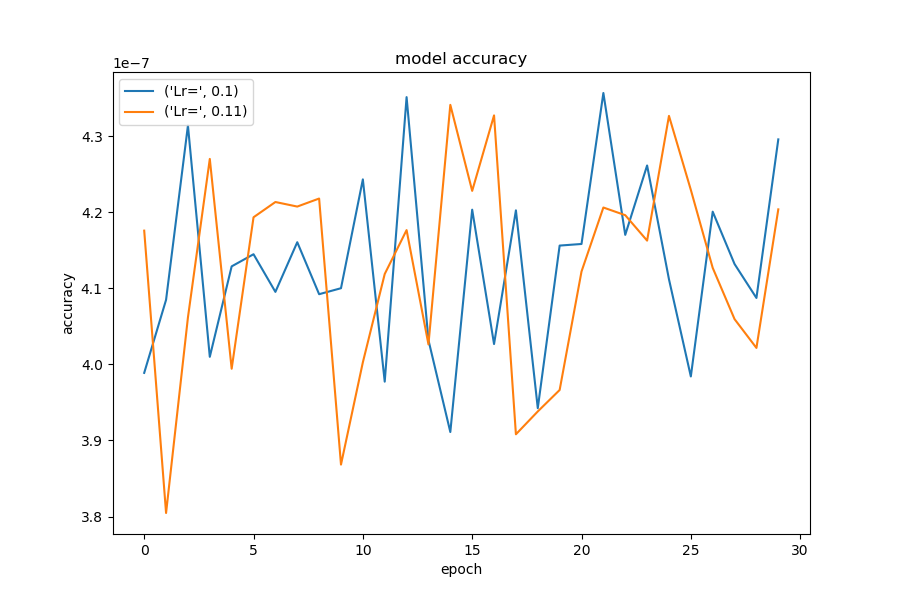 model accuracy
1e−7
('Lr=', 0.1)
('Lr=', 0.11)
4.3
4.2
4.1
4.0
3.9
3.8
accuracy
0 5 10 15 20 25 30
epoch